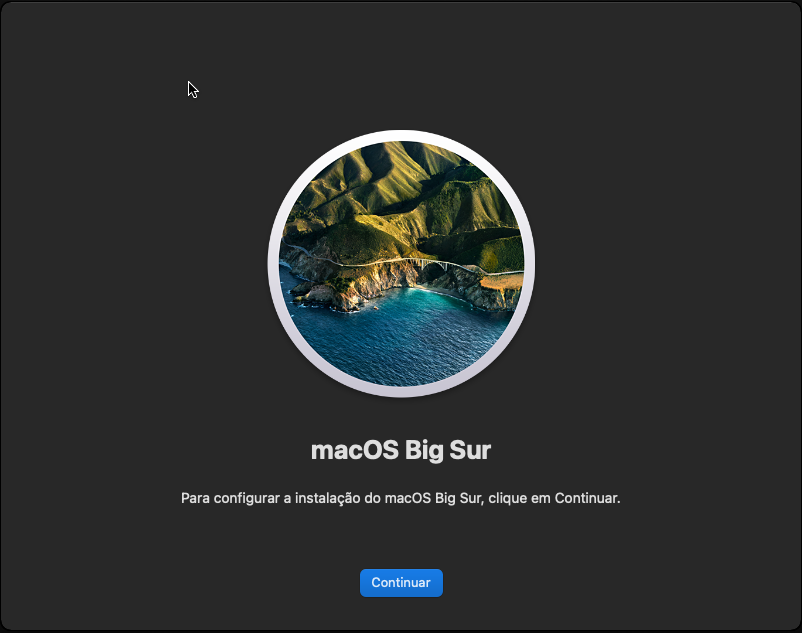 macOS Big Sur
Para configurar a instalação do macOS Big Sur, clique em Continuar.
Continuar